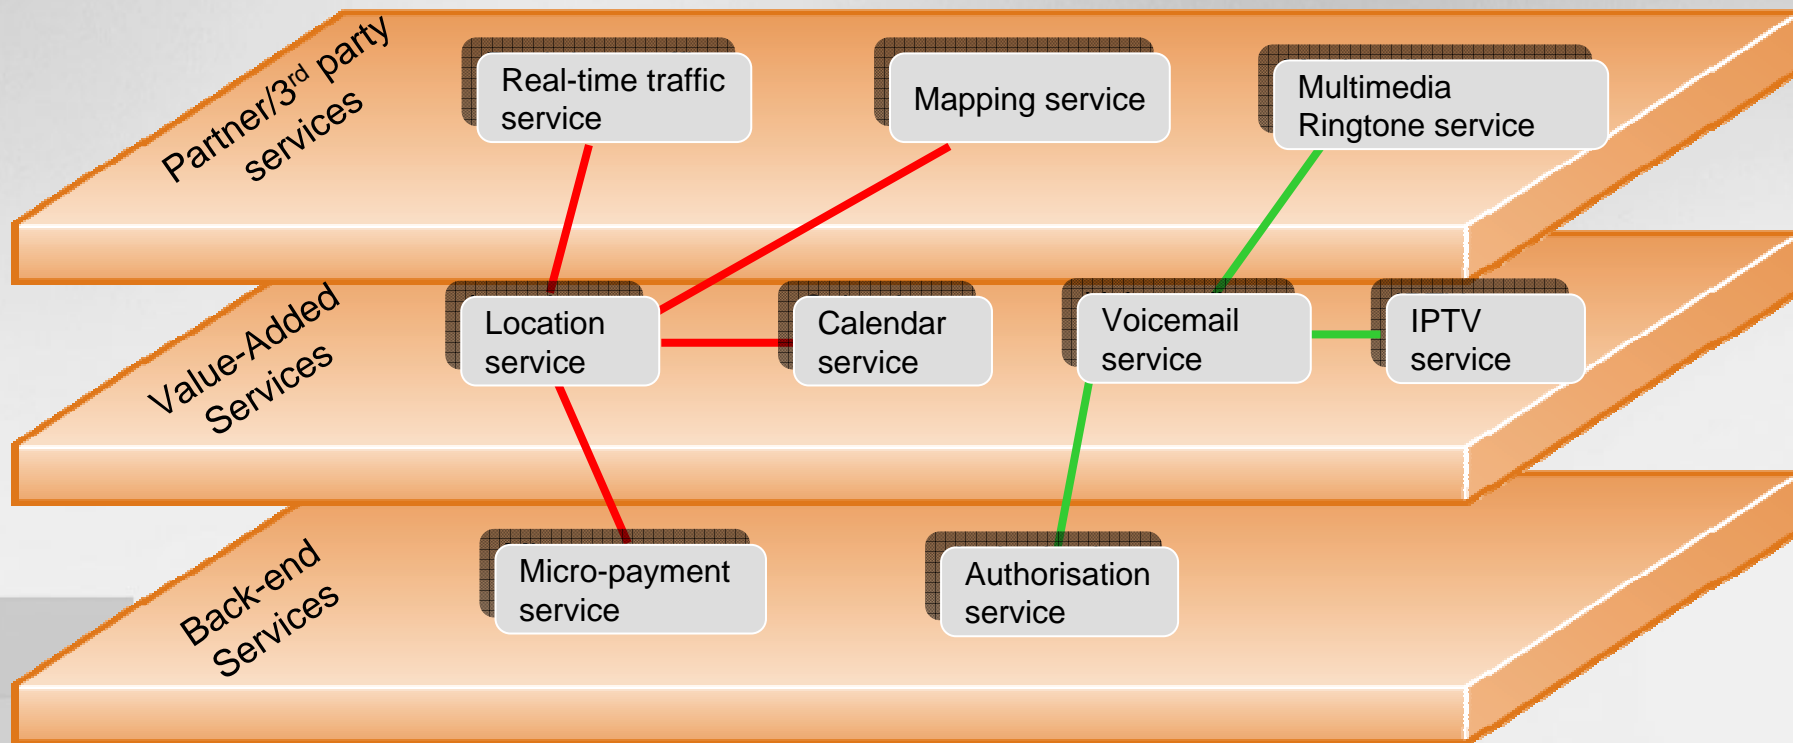 Partner/3rd party
services
Real-time traffic
service
Mapping service
Multimedia
Ringtone service
Value-Added
Services
Location
service
Calendar
service
Voicemail
service
IPTV
service
Back-end
Services
Micro-payment
service
Authorisation
service